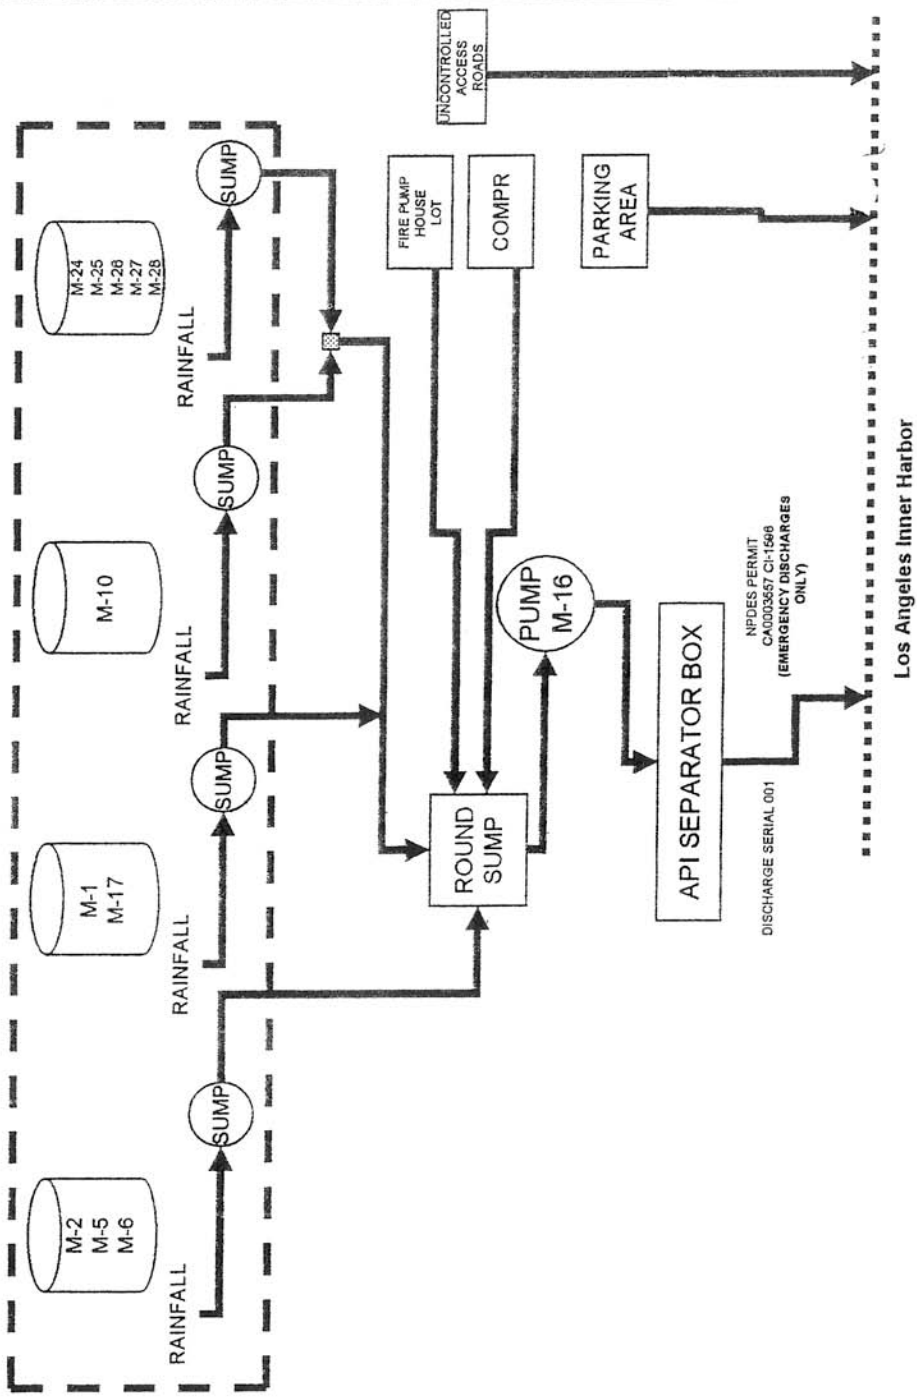 M-2
M-5
M-6
M-1
M-17
M-10
M-24
M-25
M-26
M-27
M-28
RAINFALL
SUMP
RAINFALL
SUMP
RAINFALL
SUMP
RAINFALL
SUMP
ROUND
SUMP
FIRE PUMP
HOUSE
LOT
COMPR
UNCONTROLLED
ACCESS
ROADS
PUMP
M-16
PARKING
AREA
API SEPARATOR BOX
DISCHARGE SERIAL 001
NPDES PERMIT
CA0003557 CI-1596
(EMERGENCY DISCHARGES
ONLY)
Los Angeles Inner Harbor